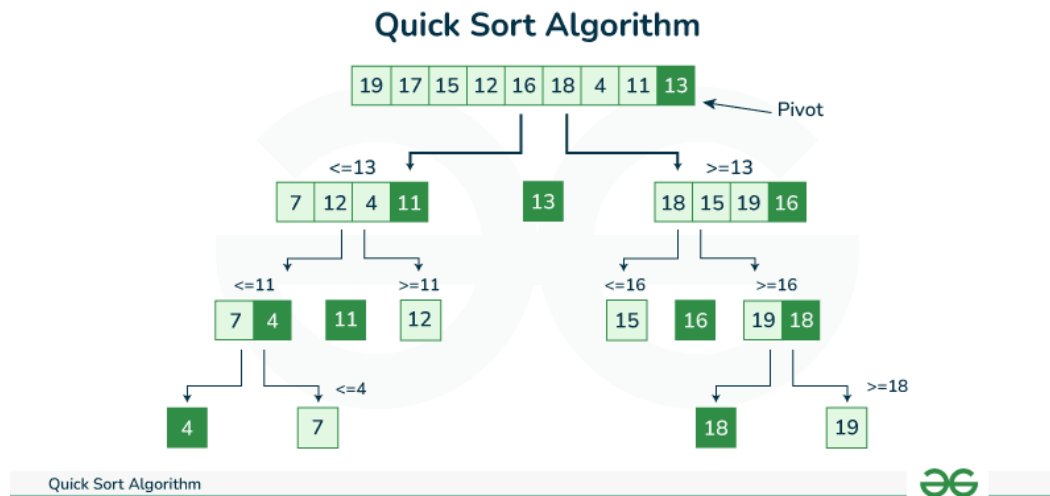 Quick Sort Algorithm
19 17 15 12 16 18 4 11 13
Pivot
<=13 >=13
7 12 4 11 13 18 15 19 16
<=11 >=11 <=16 >=16
7 4 11 12 15 16 19 18
<=4 >=18
4 7 18 19
Quick Sort Algorithm